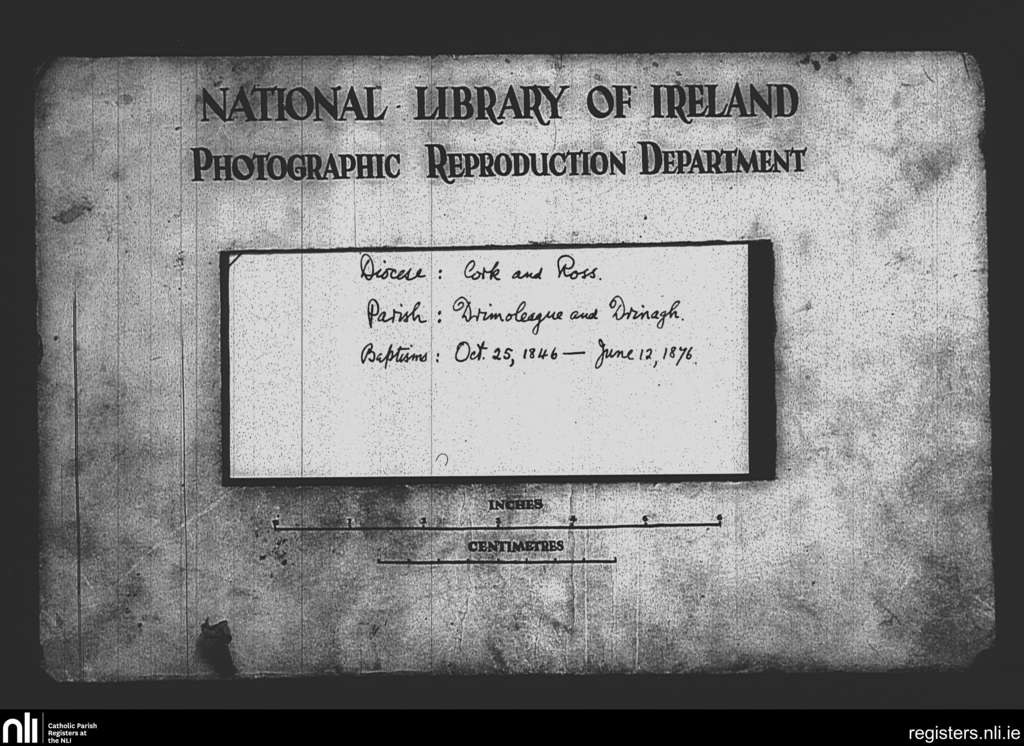 NATIONAL LIBRARY OF IRELAND
PHOTOGRAPHIC REPRODUCTION DEPARTMENT
Diocese : Cork and Ross.
Parish : Drimoleague and Drinagh.
Baptisms : Oct. 25, 1846 — June 12, 1876.
INCHES
CENTIMETRES
nli
Catholic Parish
Registers at
the NLI
registers.nli.ie